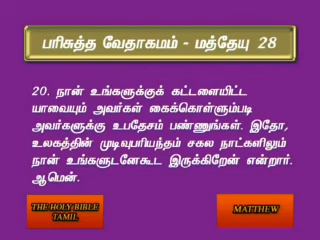 பரிசுத்த வேதாகமம் - மத்தேயு 28
20. நான் உங்களுக்குக் கட்டளையிட்ட
யாவையும் அவர்கள் கைக்கொள்ளும்படி
அவர்களுக்கு உபதேசம் பண்ணுங்கள். இதோ,
உலகத்தின் முடிவுபரியந்தம் சகல நாட்களிலும்
நான் உங்களுடனேகூட இருக்கிறேன் என்றார்.
ஆமென்.
THE HOLY BIBLE
TAMIL
MATTHEW